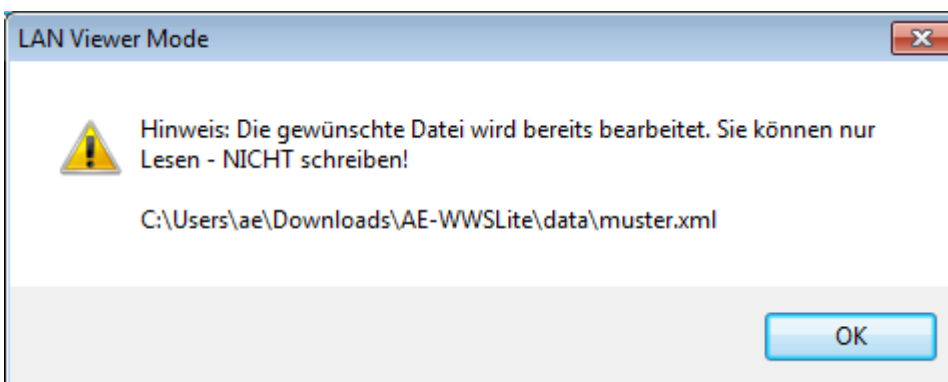 LAN Viewer Mode
Hinweis: Die gewünschte Datei wird bereits bearbeitet. Sie können nur
Lesen - NICHT schreiben!
C:\Users\ae\Downloads\AE-WWSLite\data\muster.xml
OK